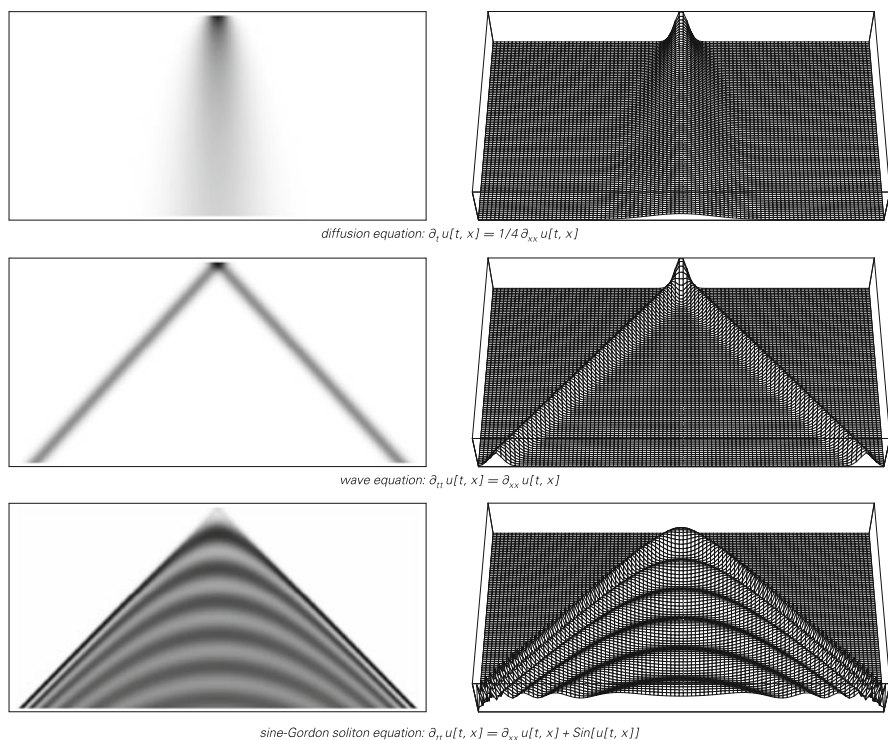 diffusion equation: ∂ₜ u[t, x] = 1/4 ∂ₓₓ u[t, x]
wave equation: ∂ₜₜ u[t, x] = ∂ₓₓ u[t, x]
sine-Gordon soliton equation: ∂ₜₜ u[t, x] = ∂ₓₓ u[t, x] + Sin[u[t, x]]